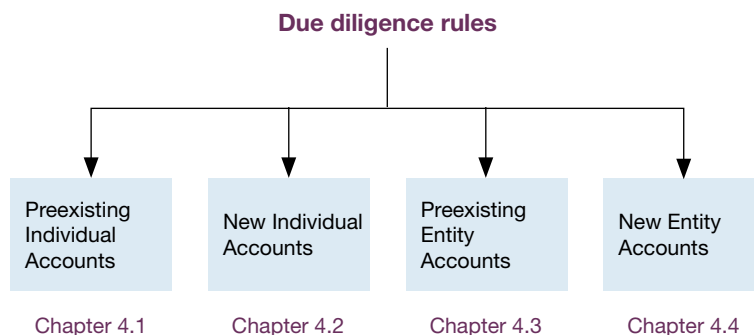 Due diligence rules
Preexisting
Individual
Accounts
New Individual
Accounts
Preexisting
Entity
Accounts
New Entity
Accounts
Chapter 4.1
Chapter 4.2
Chapter 4.3
Chapter 4.4